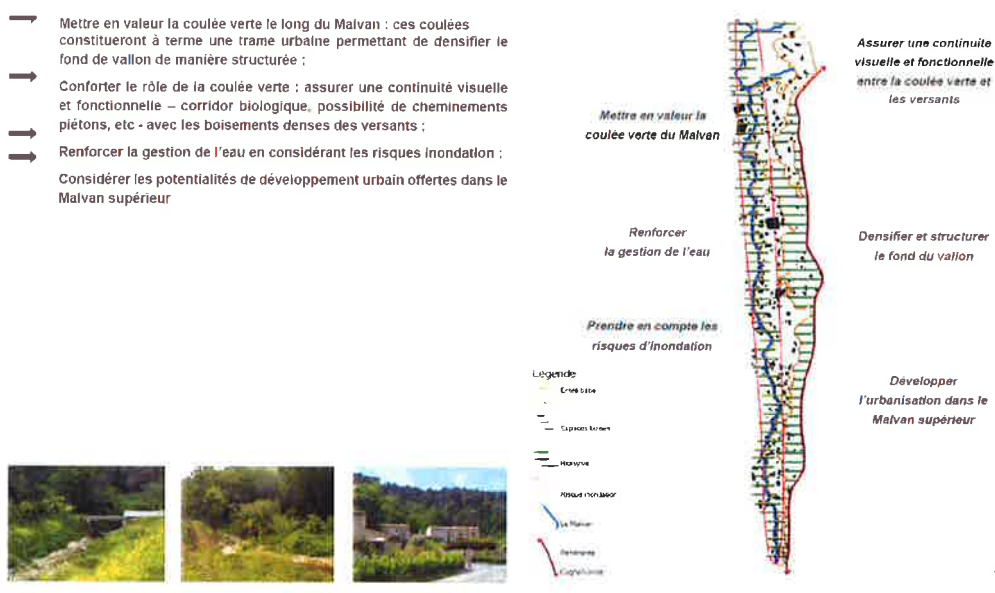 Mettre en valeur la coulée verte le long du Malvan : ces coulées
constitueront à terme une trame urbaine permettant de densifier le
fond de vallon de manière structurée ;
Conforter le rôle de la coulée verte : assurer une continuité visuelle
et fonctionnelle – corridor biologique, possibilité de cheminements
piétons, etc - avec les boisements denses des versants ;
Renforcer la gestion de l'eau en considérant les risques inondation ;
Considérer les potentialités de développement urbain offertes dans le
Malvan supérieur
Mettre en valeur la
coulée verte du Malvan
Renforcer
la gestion de l'eau
Prendre en compte les
risques d'inondation
Assurer une continuite
visuelle et fonctionnelle
entre la coulée verte et
les versants
Densifier et structurer
le fond du vallon
Développer
l'urbanisation dans le
Malvan supérieur
Légende
Espaces boisés
Risque inondation
Le Malvan